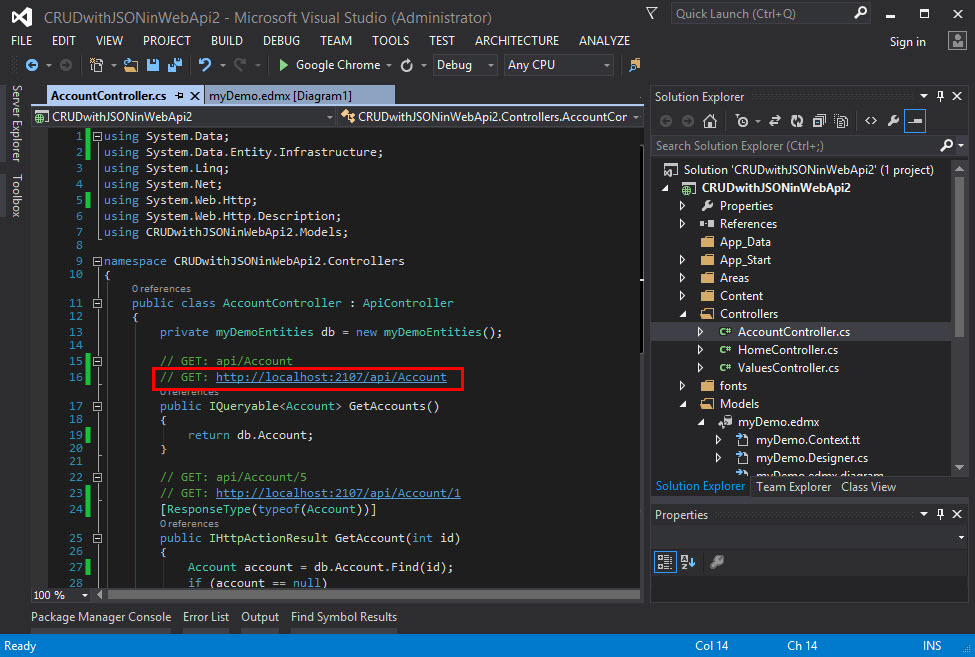 CRUDwithJSONinWebApi2 - Microsoft Visual Studio (Administrator)
Quick Launch (Ctrl+Q)
FILE EDIT VIEW PROJECT BUILD DEBUG TEAM TOOLS TEST ARCHITECTURE ANALYZE
Sign in
Google Chrome Debug Any CPU
Server Explorer
Toolbox
AccountController.cs myDemo.edmx [Diagram1]
CRUDwithJSONinWebApi2 CRUDwithJSONinWebApi2.Controllers.AccountCor
1 using System.Data;
2 using System.Data.Entity.Infrastructure;
3 using System.Linq;
4 using System.Net;
5 using System.Web.Http;
6 using System.Web.Http.Description;
7 using CRUDwithJSONinWebApi2.Models;
8
9 namespace CRUDwithJSONinWebApi2.Controllers
10 {
0 references
11 public class AccountController : ApiController
12 {
13 private myDemoEntities db = new myDemoEntities();
14
15 // GET: api/Account
16 // GET: http://localhost:2107/api/Account
0 references
17 public IQueryable<Account> GetAccounts()
18 {
19 return db.Account;
20 }
21
22 // GET: api/Account/5
23 // GET: http://localhost:2107/api/Account/1
24 [ResponseType(typeof(Account))]
0 references
25 public IHttpActionResult GetAccount(int id)
26 {
27 Account account = db.Account.Find(id);
28 if (account == null)
100 %
Solution Explorer
Search Solution Explorer (Ctrl+;)
Solution 'CRUDwithJSONinWebApi2' (1 project)
CRUDwithJSONinWebApi2
Properties
References
App_Data
App_Start
Areas
Content
Controllers
C# AccountController.cs
C# HomeController.cs
C# ValuesController.cs
fonts
Models
myDemo.edmx
myDemo.Context.tt
myDemo.Designer.cs
myDemo.edmx.diagram
Solution Explorer Team Explorer Class View
Properties
Package Manager Console Error List Output Find Symbol Results
Ready Col 14 Ch 14 INS